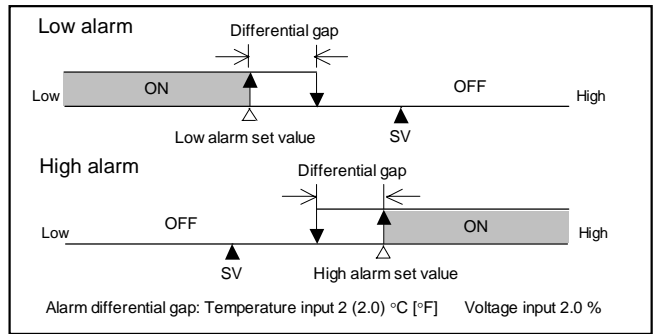 Low alarm
Differential gap
ON
OFF
Low
High
Low alarm set value
SV
High alarm
Differential gap
OFF
ON
Low
High
SV
High alarm set value
Alarm differential gap: Temperature input 2 (2.0) °C [°F] Voltage input 2.0 %